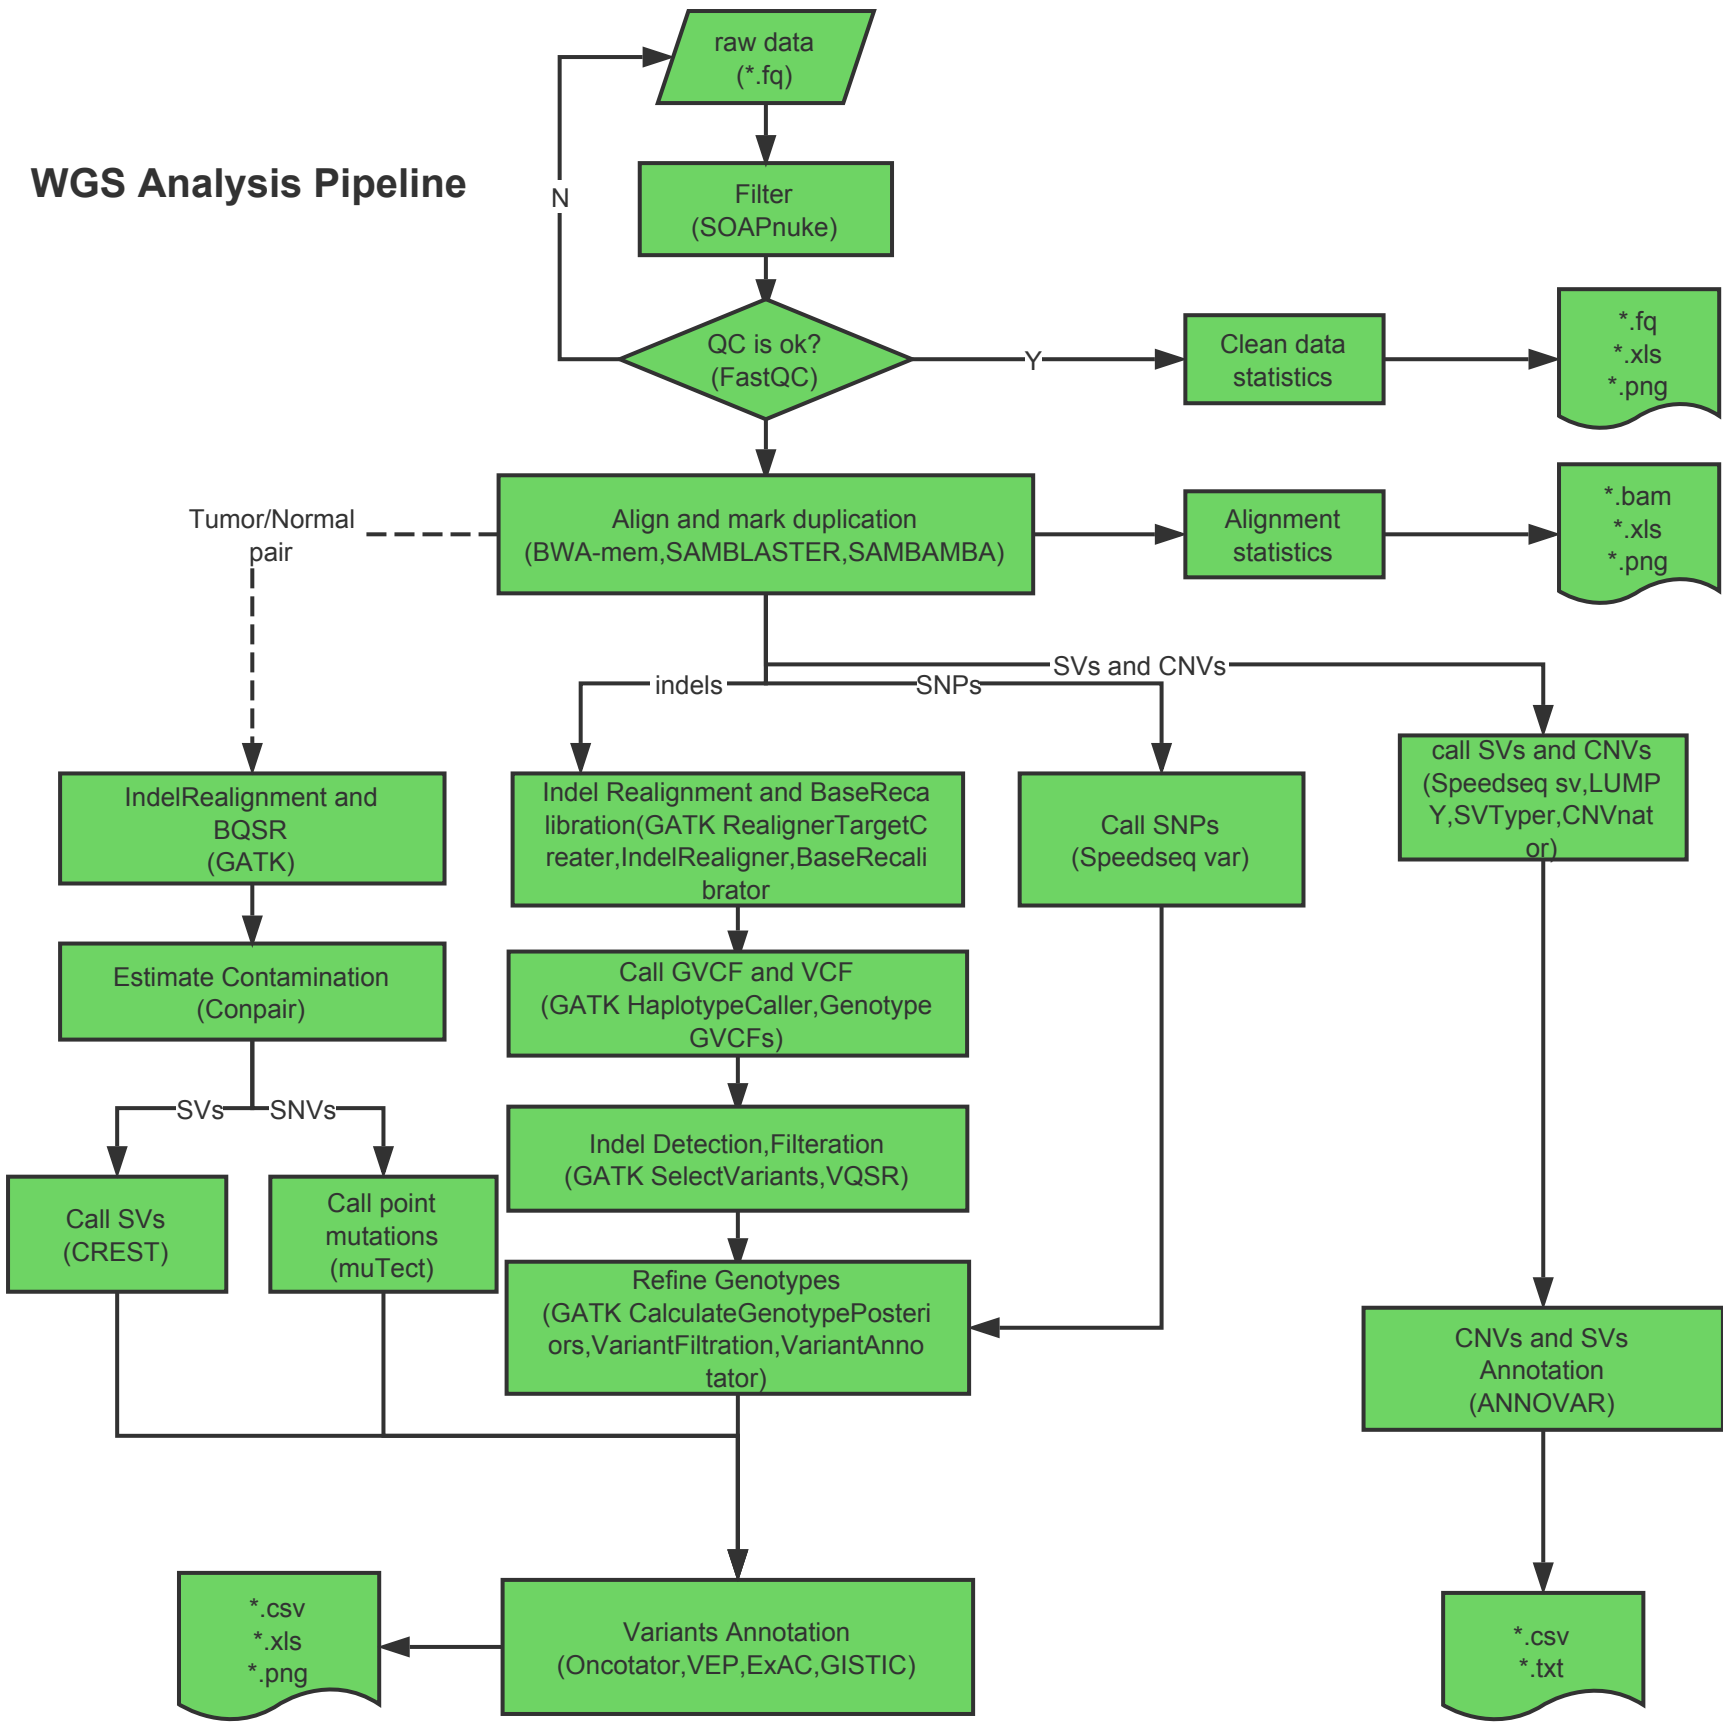 raw data
(*.fq)
WGS Analysis Pipeline
N
Filter
(SOAPnuke)
QC is ok?
(FastQC)
Y
Clean data
statistics
*.fq
*.xls
*.png
Tumor/Normal
pair
Align and mark duplication
(BWA-mem,SAMBLASTER,SAMBAMBA)
Alignment
statistics
*.bam
*.xls
*.png
indels
SNPs
SVs and CNVs
IndelRealignment and
BQSR
(GATK)
Indel Realignment and BaseReca
libration(GATK RealignerTargetC
reater,IndelRealigner,BaseRecali
brator
Call SNPs
(Speedseq var)
call SVs and CNVs
(Speedseq sv,LUMP
Y,SVTyper,CNVnat
or)
Estimate Contamination
(Conpair)
Call GVCF and VCF
(GATK HaplotypeCaller,Genotype
GVCFs)
SVs
SNVs
Indel Detection,Filteration
(GATK SelectVariants,VQSR)
Call SVs
(CREST)
Call point
mutations
(muTect)
Refine Genotypes
(GATK CalculateGenotypePosteri
ors,VariantFiltration,VariantAnno
tator)
CNVs and SVs
Annotation
(ANNOVAR)
*.csv
*.xls
*.png
Variants Annotation
(Oncotator,VEP,ExAC,GISTIC)
*.csv
*.txt